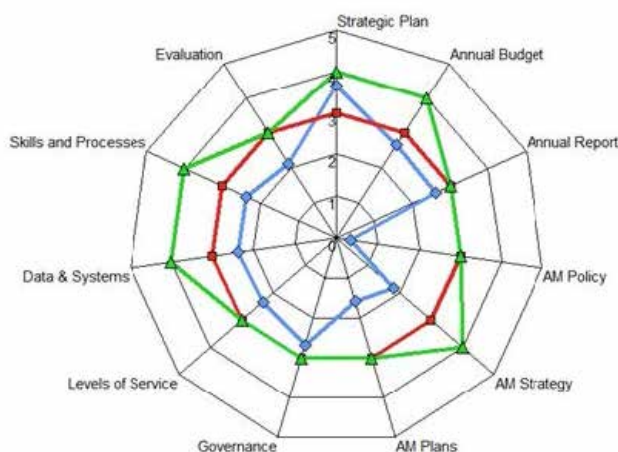 Strategic Plan
5
Evaluation
Annual Budget
4
Skills and Processes
3
Annual Report
2
1
0
Data & Systems
AM Policy
Levels of Service
AM Strategy
Governance
AM Plans